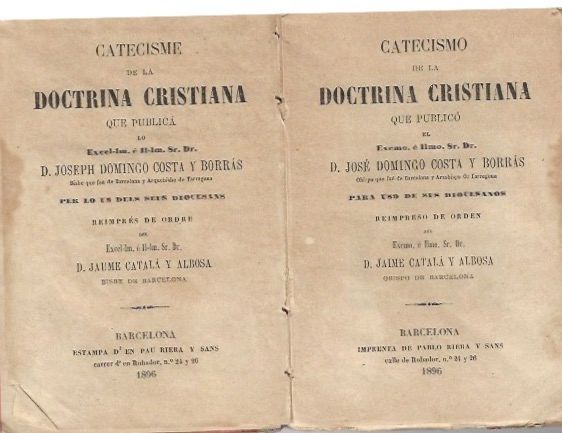 CATECISME
DE LA
DOCTRINA CRISTIANA
QUE PUBLICÁ
LO
Excel-lm. é Il-lm. Sr. Dr.
D. JOSEPH DOMINGO COSTA Y BORRÁS
Bisbe que fou de Barcelona y Arquebisbe de Tarragona
PER LO US DELS SEUS DIOCESANS
REIMPRÉS DE ORDRE
DEL
Excel-lm. é Il-lm. Sr. Dr.
D. JAUME CATALÁ Y ALBOSA
BISBE DE BARCELONA
BARCELONA
ESTAMPA D' EN PAU RIERA Y SANS
carrer d' en Robador, n.º 24 y 26
1896
CATECISMO
DE LA
DOCTRINA CRISTIANA
QUE PUBLICÓ
EL
Excmo. é Ilmo. Sr. Dr.
D. JOSÉ DOMINGO COSTA Y BORRÁS
Obispo que fué de Barcelona y Arzobispo de Tarragona
PARA USO DE SUS DIOCESANOS
REIMPRESO DE ORDEN
DEL
Excmo. é Ilmo. Sr. Dr.
D. JAIME CATALÁ Y ALBOSA
OBISPO DE BARCELONA
BARCELONA
IMPRENTA DE PABLO RIERA Y SANS
calle de Robador, n.º 24 y 26
1896